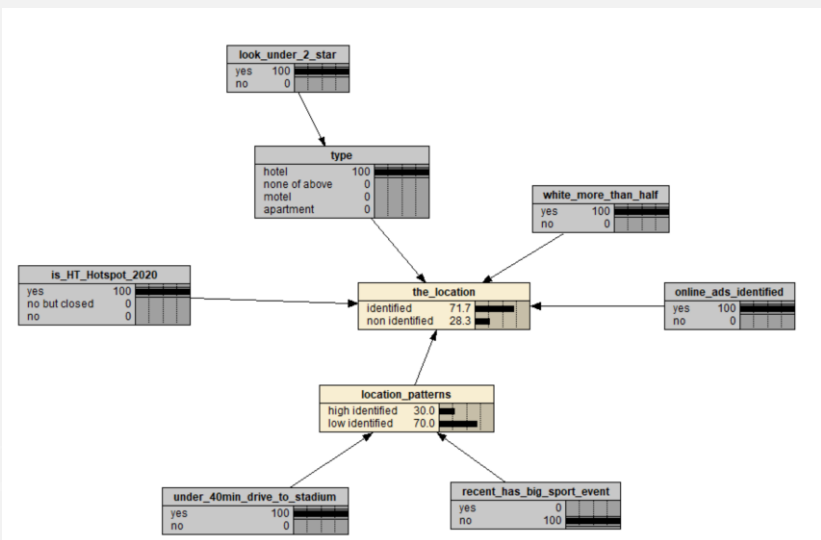 look_under_2_star
yes 100
no 0
type
hotel 100
none of above 0
motel 0
apartment 0
white_more_than_half
yes 100
no 0
is_HT_Hotspot_2020
yes 100
no but closed 0
no 0
the_location
identified 71.7
non identified 28.3
online_ads_identified
yes 100
no 0
location_patterns
high identified 30.0
low identified 70.0
under_40min_drive_to_stadium
yes 100
no 0
recent_has_big_sport_event
yes 0
no 100